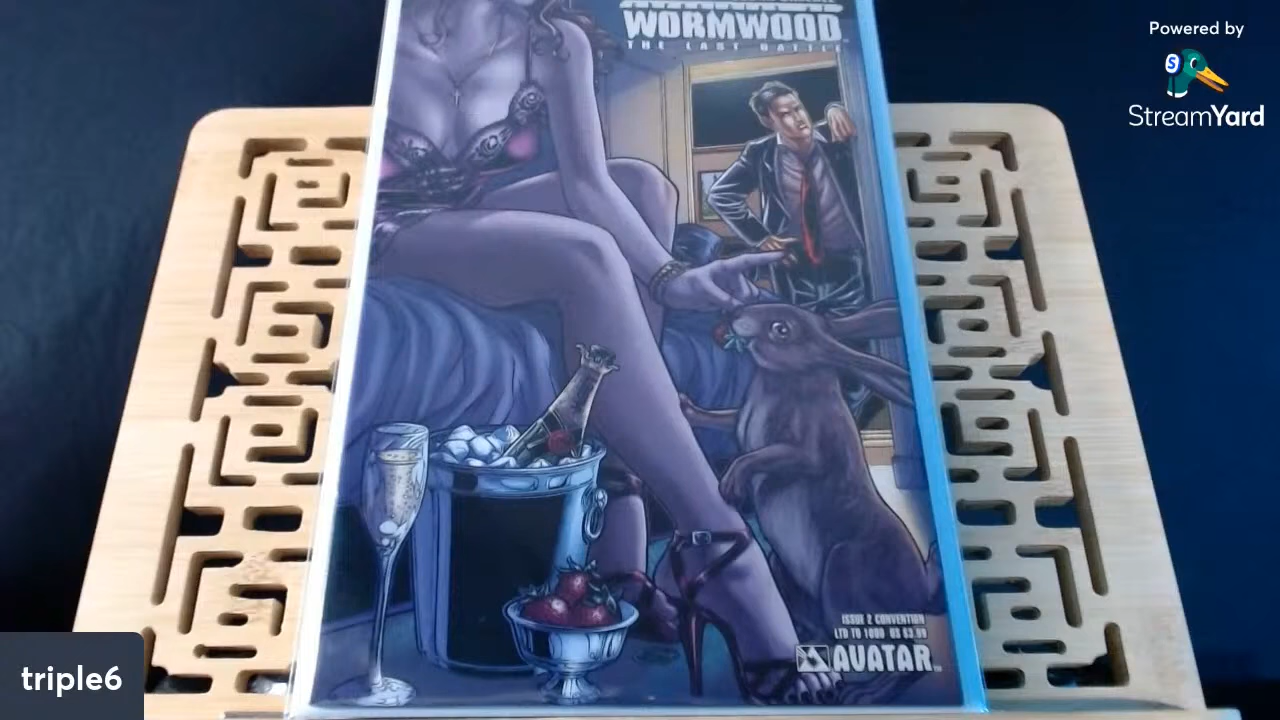 WORMWOOD
THE LAST BATTLE
Powered by
StreamYard
ISSUE 2 CONVENTION
LTD TO 1000 US $3.99
AVATAR
triple6